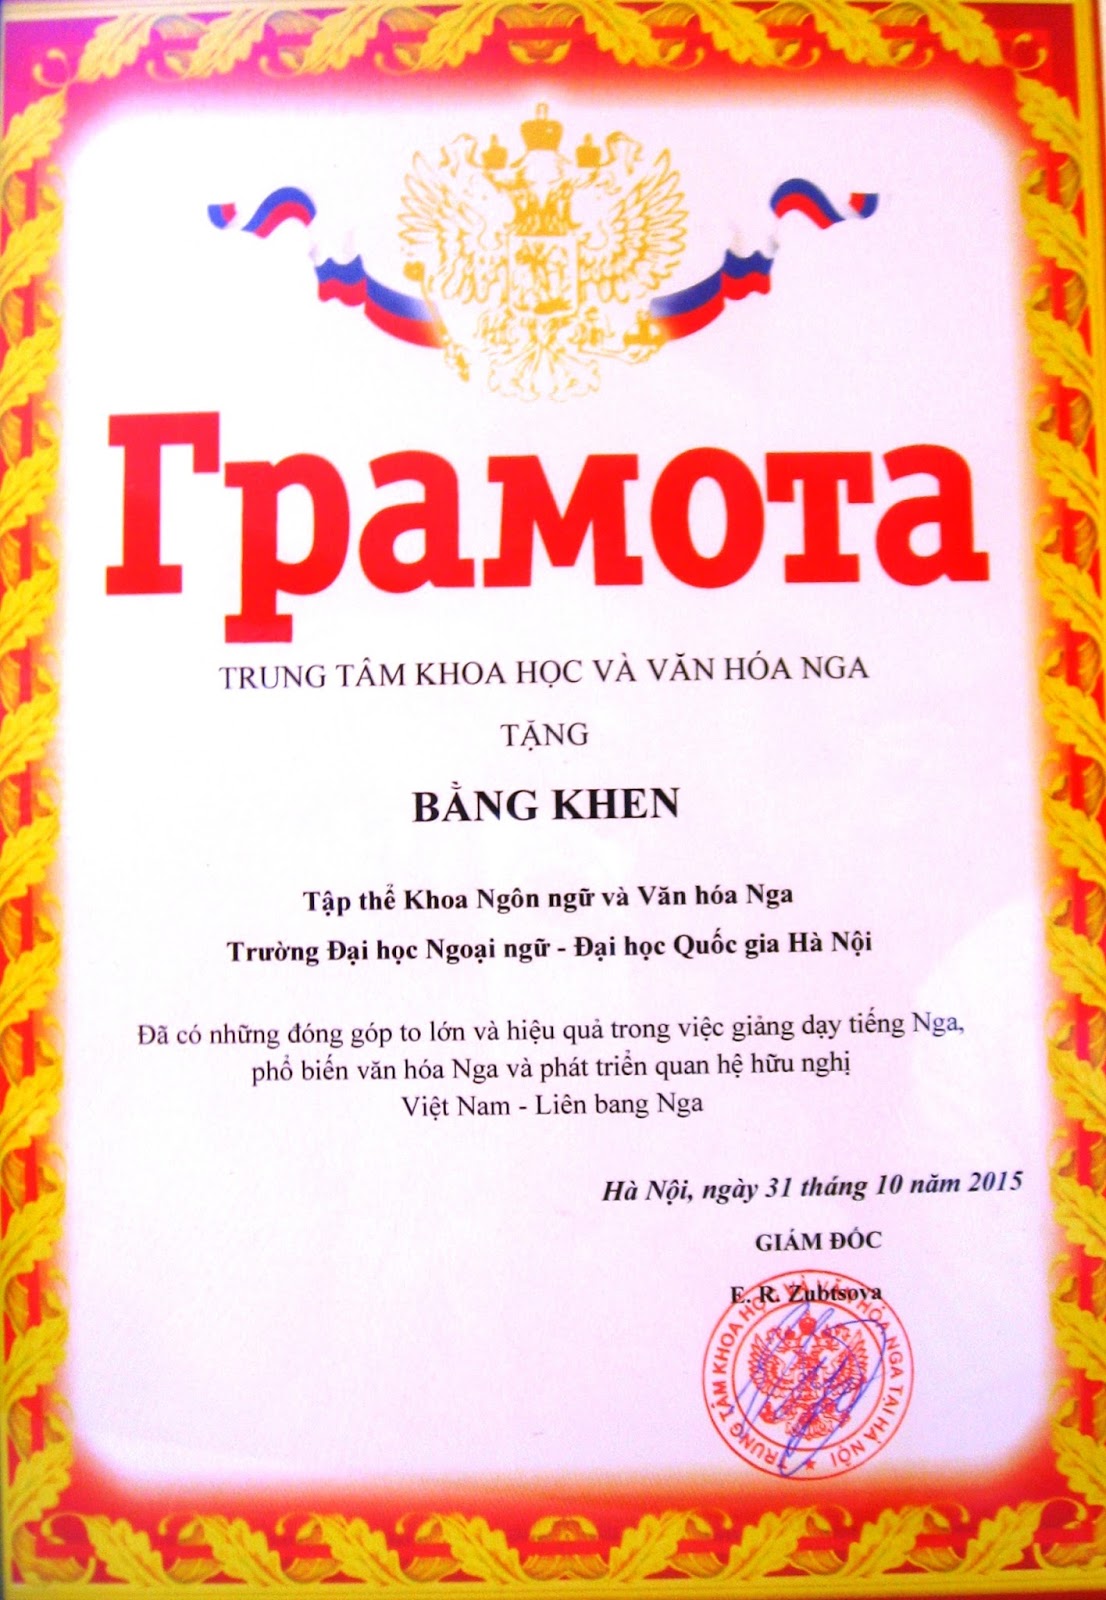 Грамота
TRUNG TÂM KHOA HỌC VÀ VĂN HÓA NGA
TẶNG
BẰNG KHEN
Tập thể Khoa Ngôn ngữ và Văn hóa Nga
Trường Đại học Ngoại ngữ - Đại học Quốc gia Hà Nội
Đã có những đóng góp to lớn và hiệu quả trong việc giảng dạy tiếng Nga,
phổ biến văn hóa Nga và phát triển quan hệ hữu nghị
Việt Nam - Liên bang Nga
Hà Nội, ngày 31 tháng 10 năm 2015
GIÁM ĐỐC
E. R. Zubtsova
TRUNG TÂM KHOA HỌC VÀ VĂN HÓA NGA TẠI HÀ NỘI